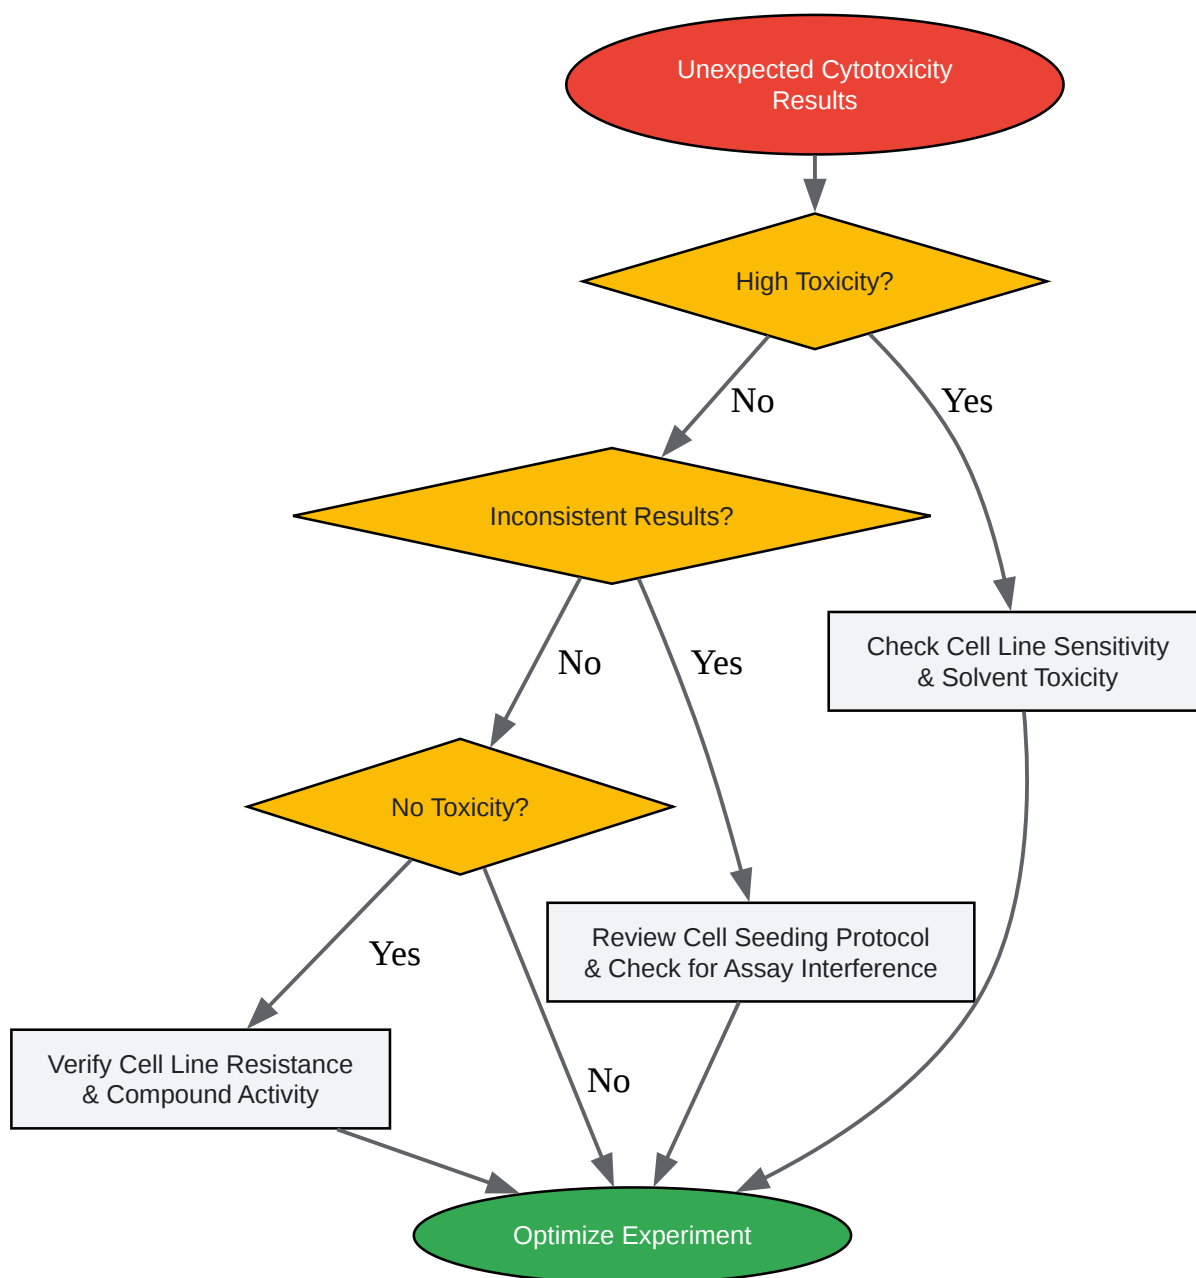 Unexpected Cytotoxicity
Results
High Toxicity?
No
Yes
Inconsistent Results?
No
Yes
Check Cell Line Sensitivity
& Solvent Toxicity
No Toxicity?
Yes
Review Cell Seeding Protocol
& Check for Assay Interference
Verify Cell Line Resistance
& Compound Activity
No
Optimize Experiment